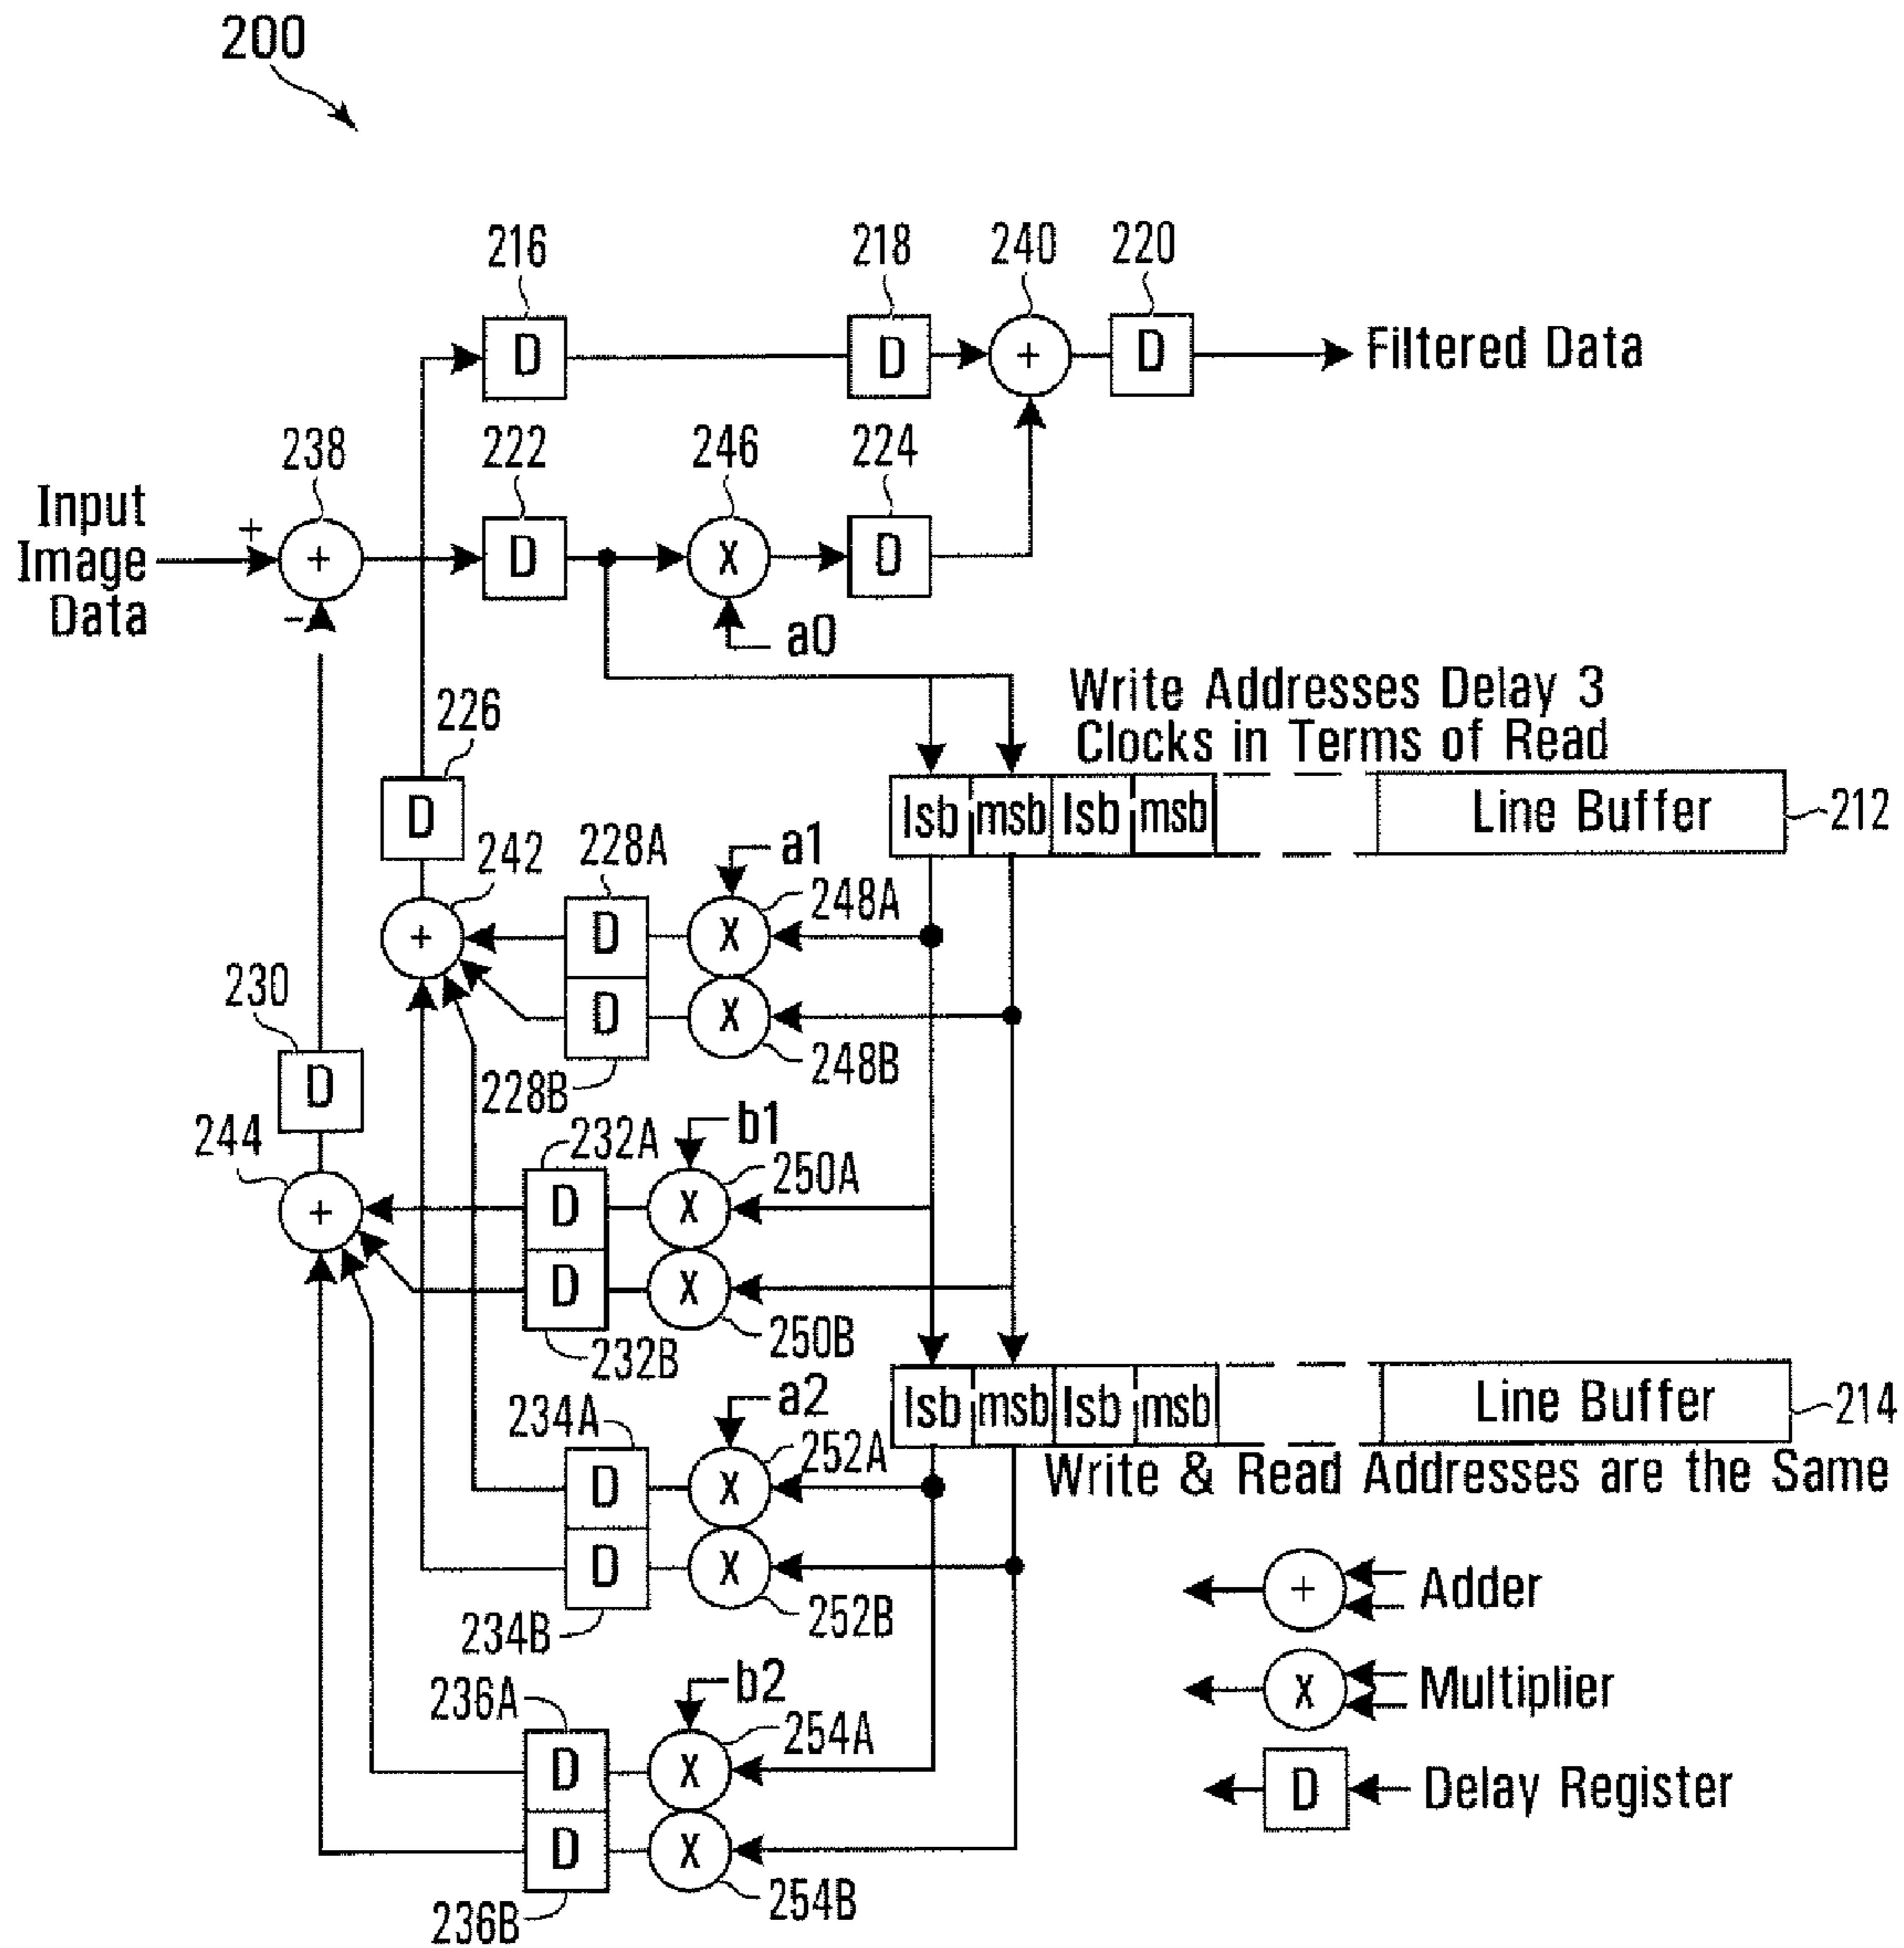 200
216
218
240
220
D
D
+
D
Filtered Data
238
222
246
224
Input
Image
Data
+
-
+
D
X
D
a0
226
Write Addresses Delay 3
Clocks in Terms of Read
D
lsb
msb
lsb
msb
Line Buffer
212
242
228A
a1
248A
+
D
X
D
X
228B
248B
230
D
244
232A
b1
250A
+
D
X
D
X
232B
250B
lsb
msb
lsb
msb
Line Buffer
214
Write & Read Addresses are the Same
234A
a2
252A
D
X
D
X
234B
252B
236A
b2
254A
D
X
D
X
236B
254B
+
Adder
X
Multiplier
D
Delay Register